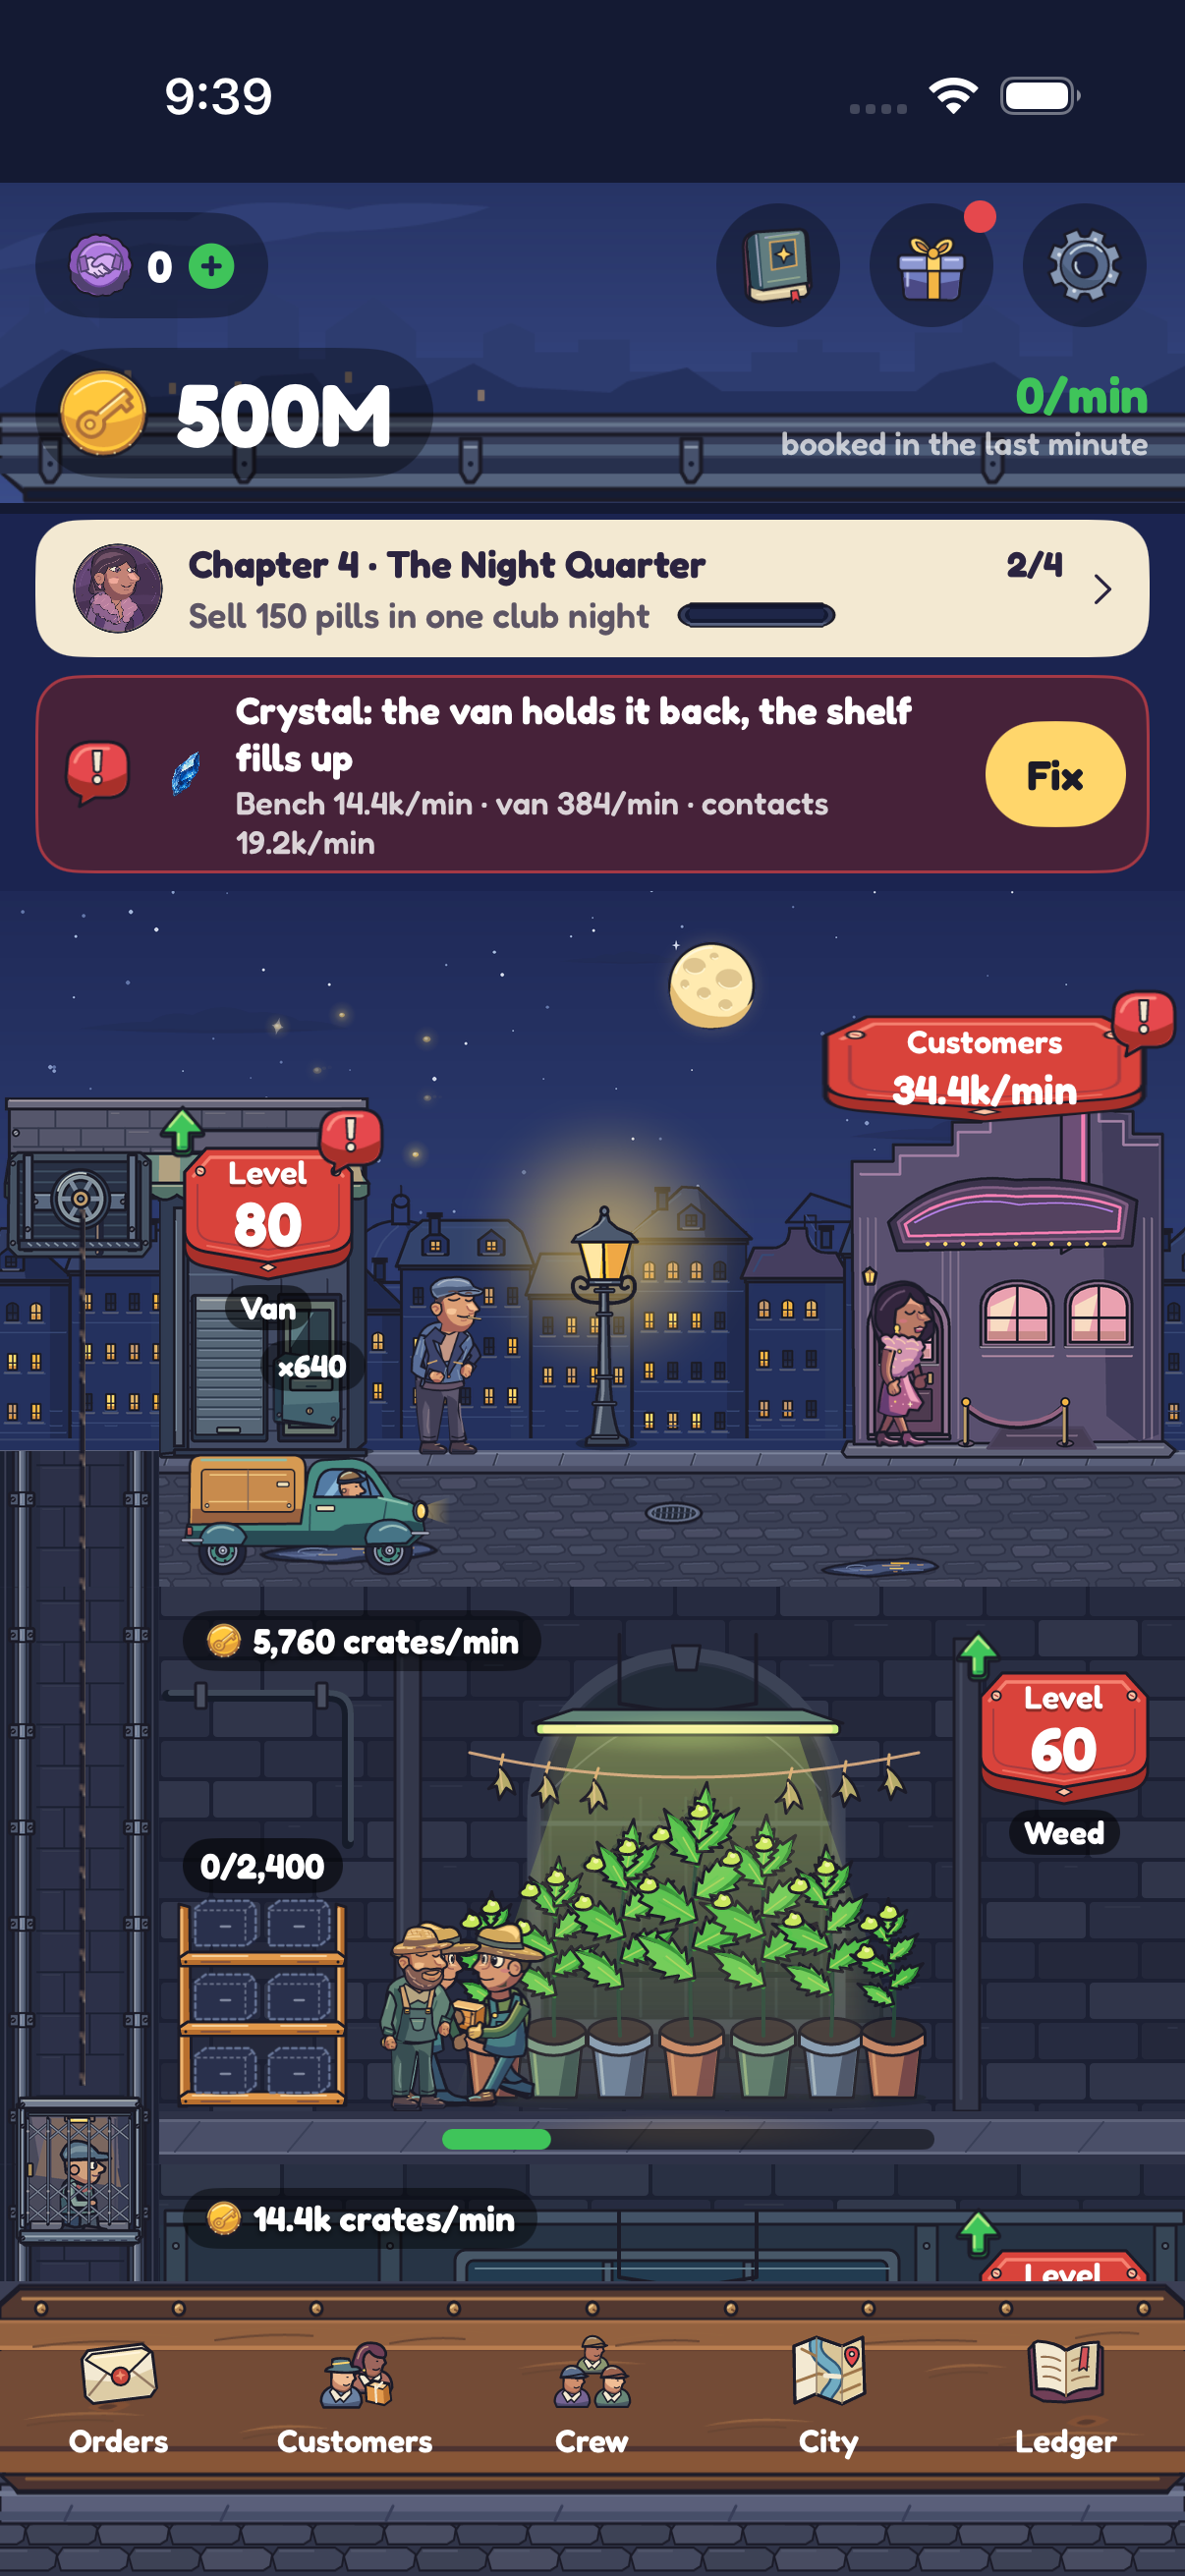 9:39
0
500M
0/min
booked in the last minute
Chapter 4 · The Night Quarter
2/4
Sell 150 pills in one club night
Crystal: the van holds it back, the shelf
fills up
Bench 14.4k/min · van 384/min · contacts
19.2k/min
Fix
Customers
34.4k/min
Level
80
Van
×640
5,760 crates/min
Level
60
Weed
0/2,400
14.4k crates/min
Level
Orders
Customers
Crew
City
Ledger